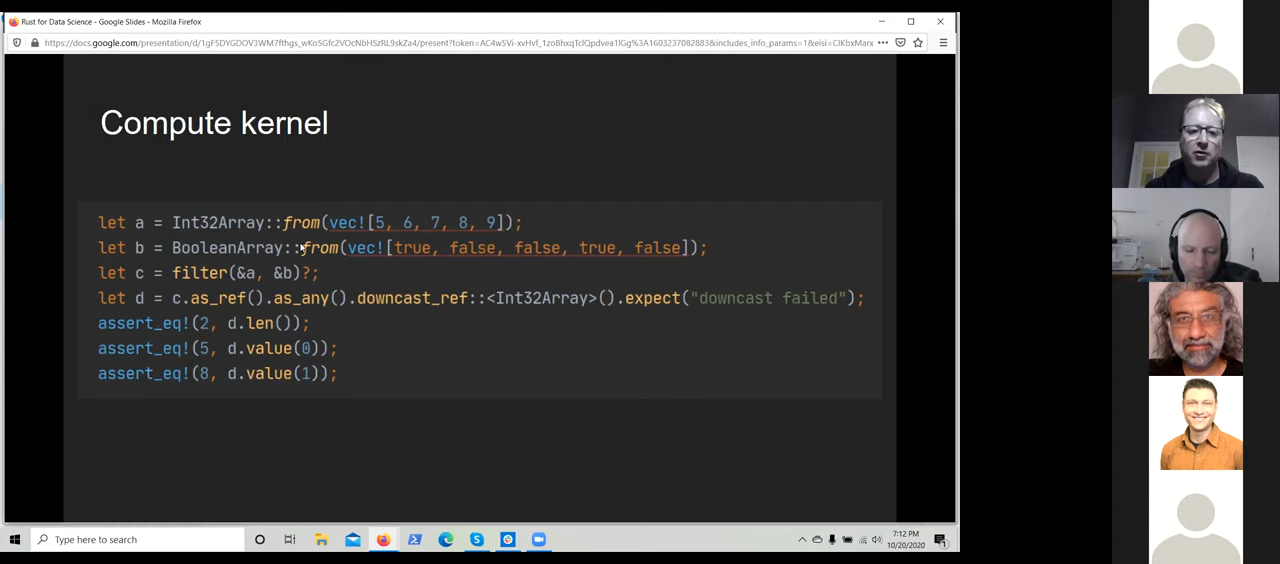 Rust for Data Science - Google Slides - Mozilla Firefox
Compute kernel
let a = Int32Array::from(vec![5, 6, 7, 8, 9]);
let b = BooleanArray::from(vec![true, false, false, true, false]);
let c = filter(&a, &b)?;
let d = c.as_ref().as_any().downcast_ref::<Int32Array>().expect("downcast failed");
assert_eq!(2, d.len());
assert_eq!(5, d.value(0));
assert_eq!(8, d.value(1));
Type here to search
7:12 PM
10/20/2020